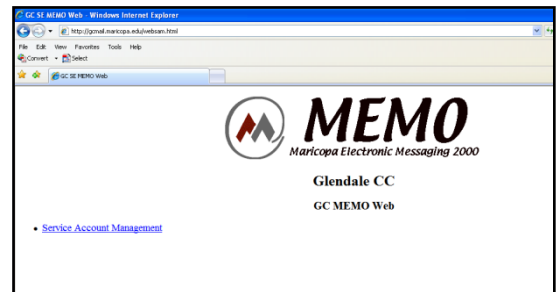 GC SE MEMO Web - Windows Internet Explorer
http://gcmail.maricopa.edu/websam.html
File Edit View Favorites Tools Help
Convert Select
GC SE MEMO Web
MEMO
Maricopa Electronic Messaging 2000
Glendale CC
GC MEMO Web
Service Account Management